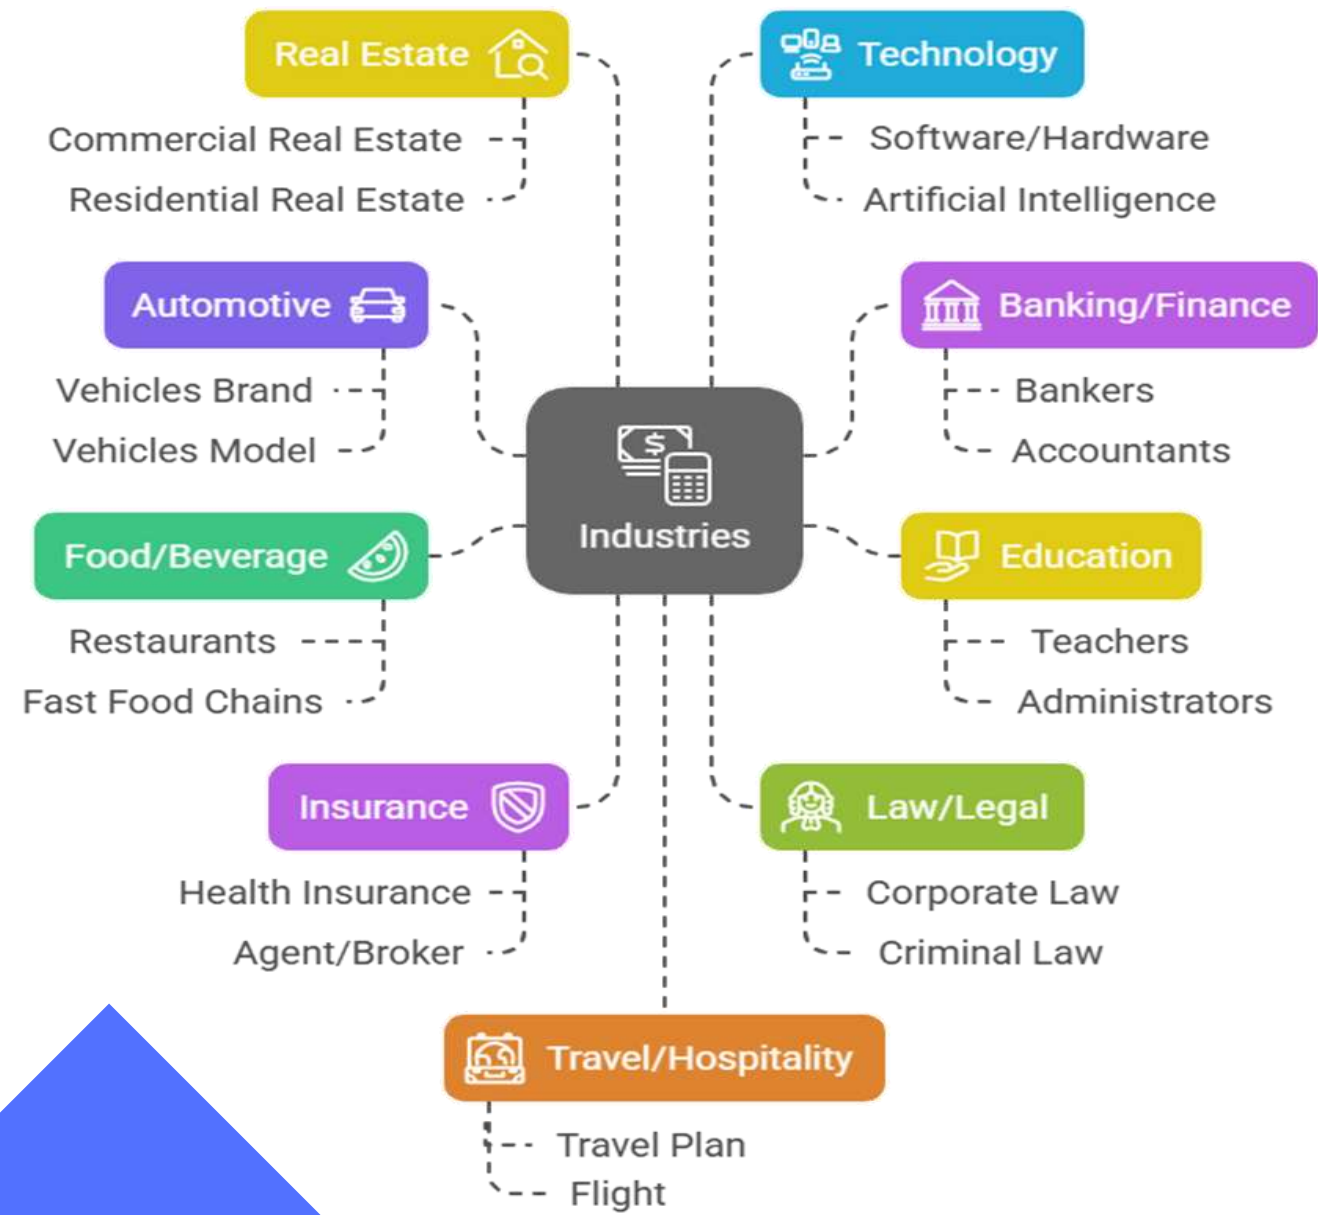 Real Estate
Commercial Real Estate
Residential Real Estate
Technology
Software/Hardware
Artificial Intelligence
Automotive
Vehicles Brand
Vehicles Model
Banking/Finance
Bankers
Accountants
$
Industries
Food/Beverage
Restaurants
Fast Food Chains
Education
Teachers
Administrators
Insurance
Health Insurance
Agent/Broker
Law/Legal
Corporate Law
Criminal Law
Travel/Hospitality
Travel Plan
Flight